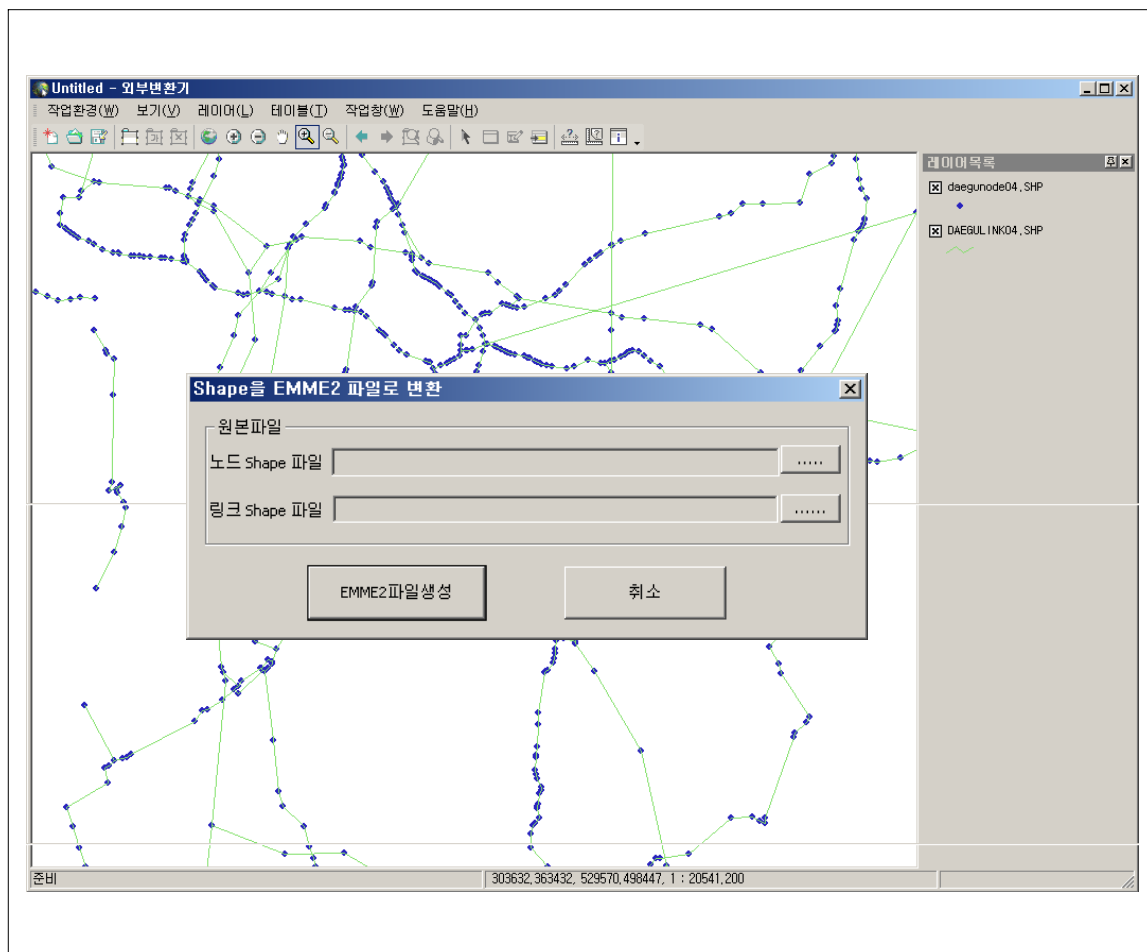 Untitled - 외부변환기
작업환경(W) 보기(V) 레이어(L) 테이블(T) 작업창(W) 도움말(H)
레이어목록
daegunode04.SHP
DAEGULINK04.SHP
Shape을 EMME2 파일로 변환
원본파일
노드 Shape 파일 .....
링크 Shape 파일 ......
EMME2파일생성 취소
준비 303632,363432, 529570,498447, 1 : 20541,200